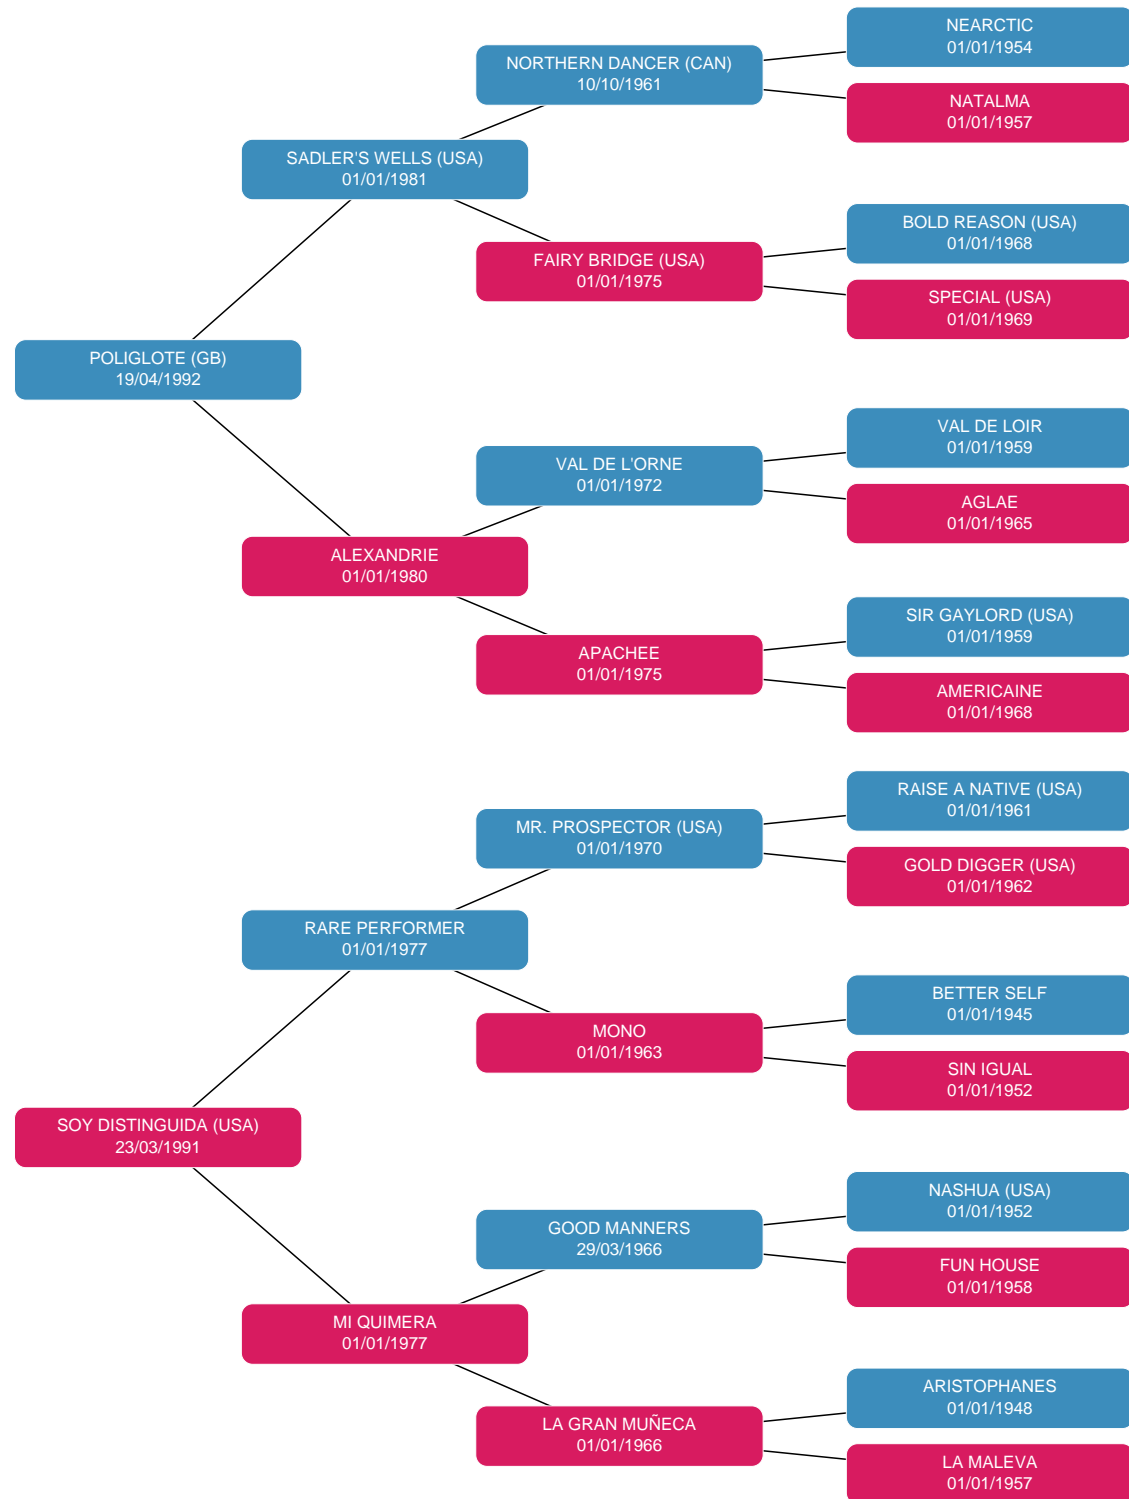 NEARCTIC
01/01/1954
NORTHERN DANCER (CAN)
10/10/1961
NATALMA
01/01/1957
SADLER'S WELLS (USA)
01/01/1981
BOLD REASON (USA)
01/01/1968
FAIRY BRIDGE (USA)
01/01/1975
SPECIAL (USA)
01/01/1969
POLIGLOTE (GB)
19/04/1992
VAL DE LOIR
01/01/1959
VAL DE L'ORNE
01/01/1972
AGLAE
01/01/1965
ALEXANDRIE
01/01/1980
SIR GAYLORD (USA)
01/01/1959
APACHEE
01/01/1975
AMERICAINE
01/01/1968
RAISE A NATIVE (USA)
01/01/1961
MR. PROSPECTOR (USA)
01/01/1970
GOLD DIGGER (USA)
01/01/1962
RARE PERFORMER
01/01/1977
BETTER SELF
01/01/1945
MONO
01/01/1963
SIN IGUAL
01/01/1952
SOY DISTINGUIDA (USA)
23/03/1991
NASHUA (USA)
01/01/1952
GOOD MANNERS
29/03/1966
FUN HOUSE
01/01/1958
MI QUIMERA
01/01/1977
ARISTOPHANES
01/01/1948
LA GRAN MUÑECA
01/01/1966
LA MALEVA
01/01/1957